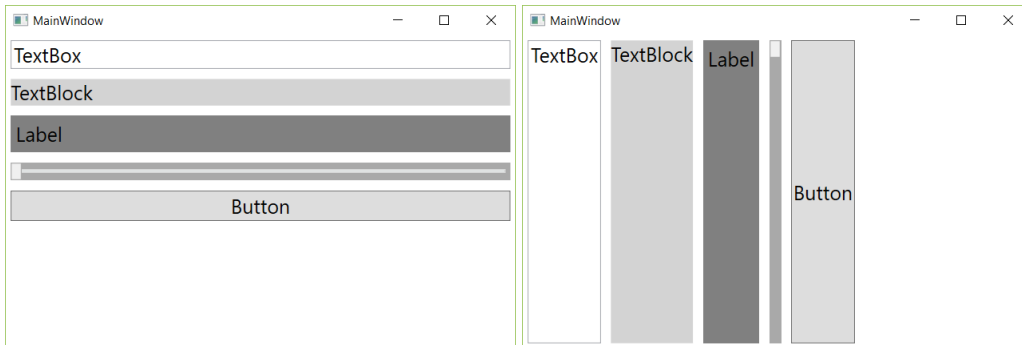 MainWindow
TextBox
TextBlock
Label
Button
MainWindow
TextBox TextBlock Label Button